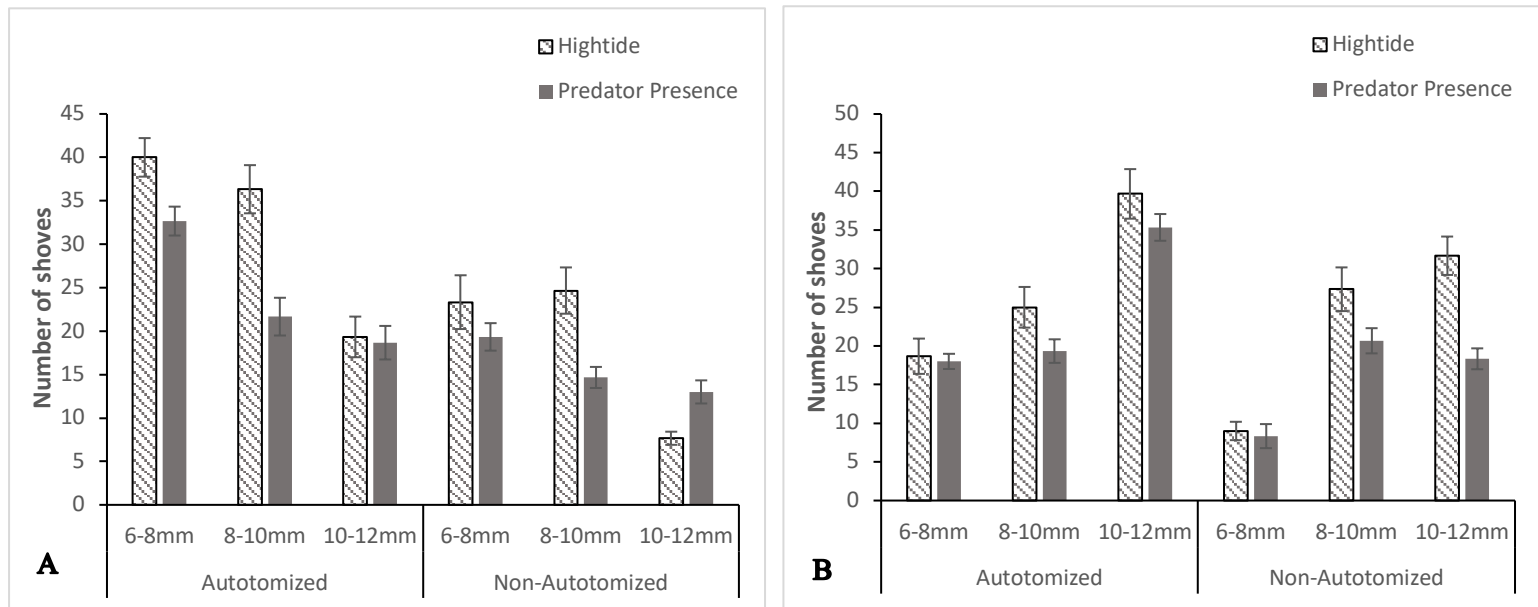 Hightide
Predator Presence
45
40
35
30
25
20
15
10
5
0
Number of shoves
6-8mm 8-10mm 10-12mm 6-8mm 8-10mm 10-12mm
Autotomized Non-Autotomized
A
Hightide
Predator Presence
50
45
40
35
30
25
20
15
10
5
0
Number of shoves
6-8mm 8-10mm 10-12mm 6-8mm 8-10mm 10-12mm
Autotomized Non-Autotomized
B